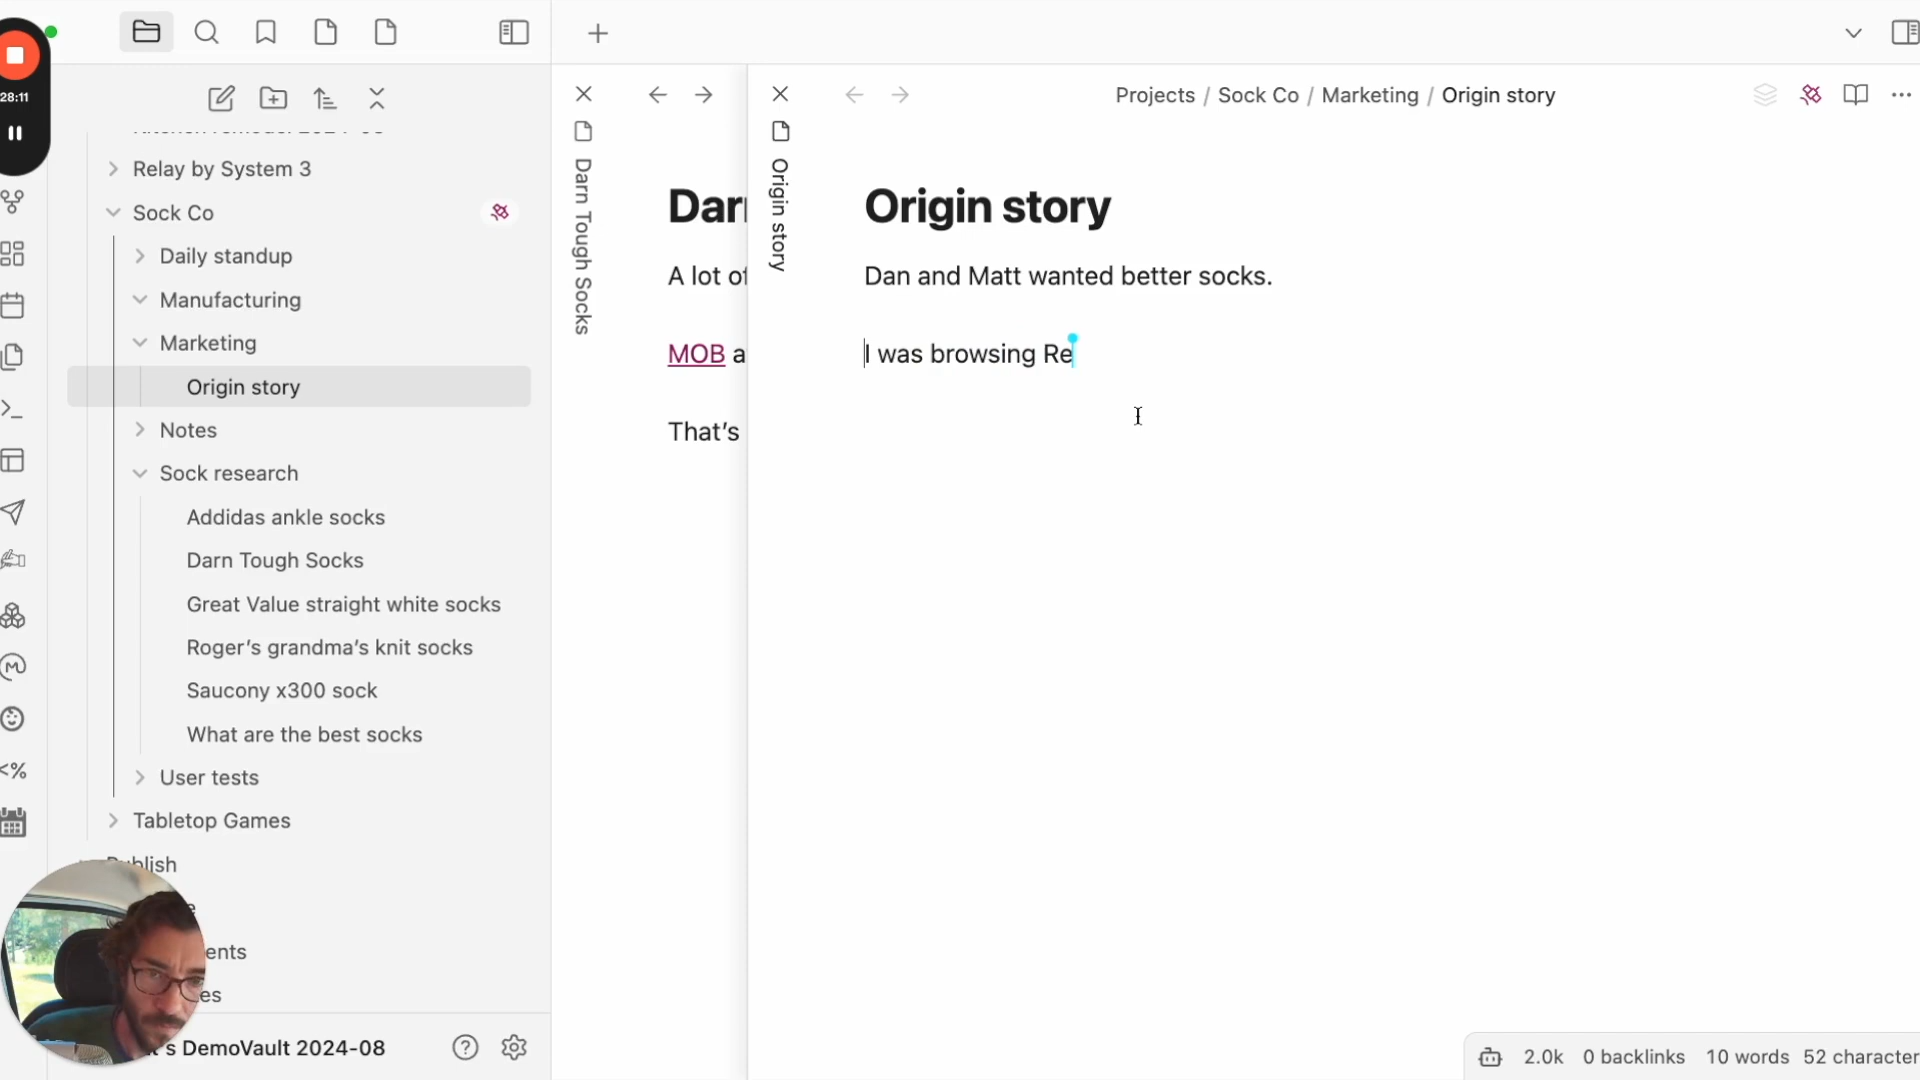 28:11
Relay by System 3
Sock Co
Daily standup
Manufacturing
Marketing
Origin story
Notes
Sock research
Addidas ankle socks
Darn Tough Socks
Great Value straight white socks
Roger's grandma's knit socks
Saucony x300 sock
What are the best socks
User tests
Tabletop Games
's DemoVault 2024-08
Darn Tough Socks
A lot of
MOB a
That's
Origin story
Projects / Sock Co / Marketing / Origin story
Origin story
Dan and Matt wanted better socks.
I was browsing Re
2.0k 0 backlinks 10 words 52 character